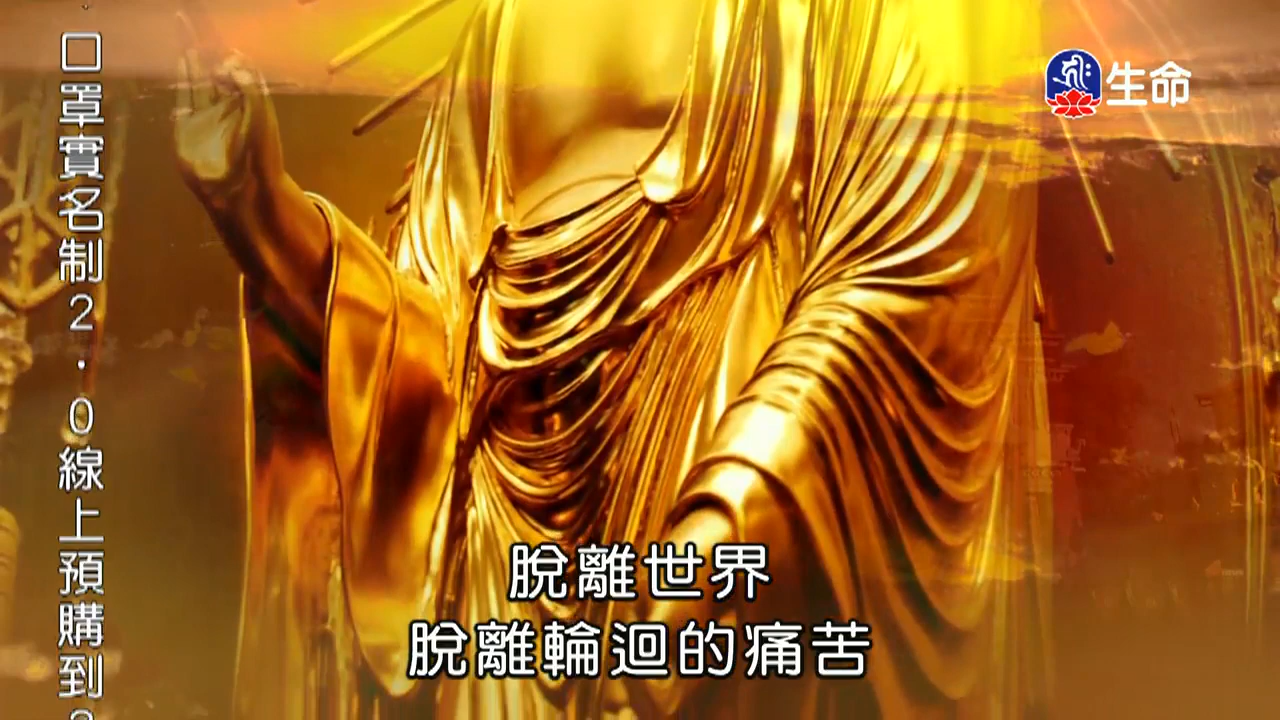 口罩實名制2.0線上預購到
生命
脫離世界
脫離輪迴的痛苦